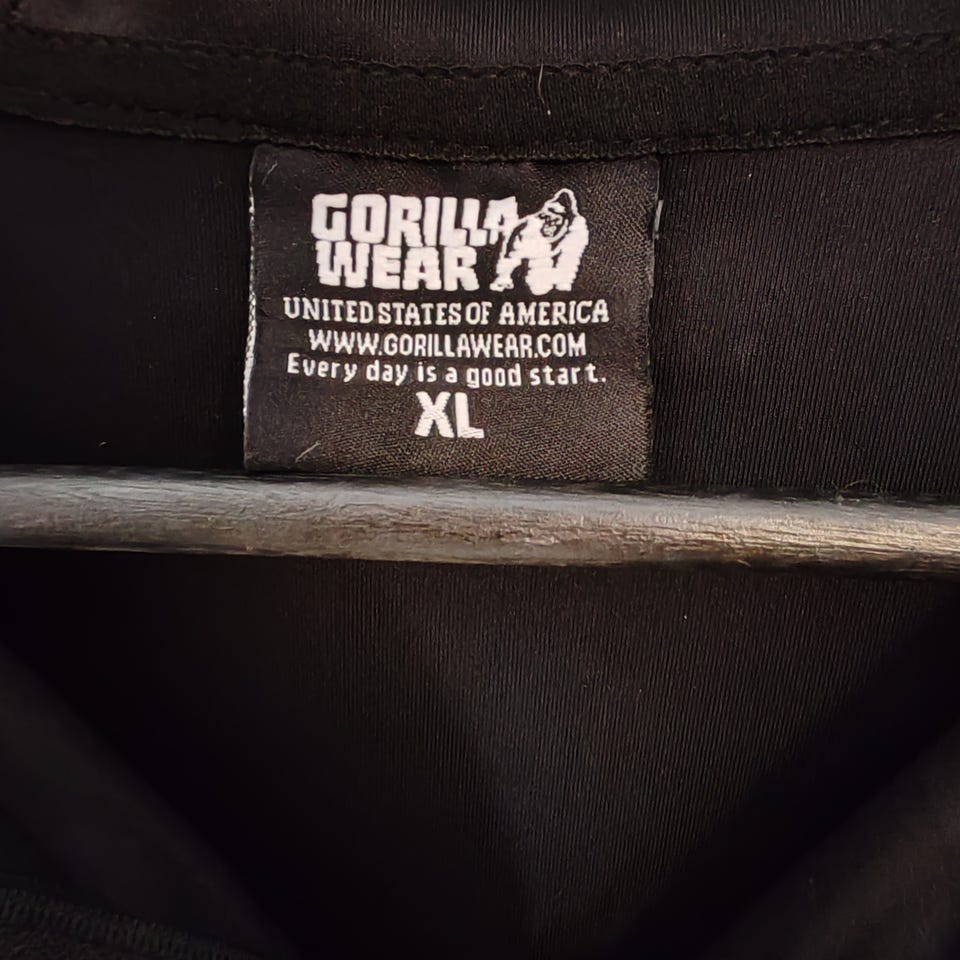 GORILLA
WEAR
UNITED STATES OF AMERICA
WWW.GORILLAWEAR.COM
Every day is a good start.
XL